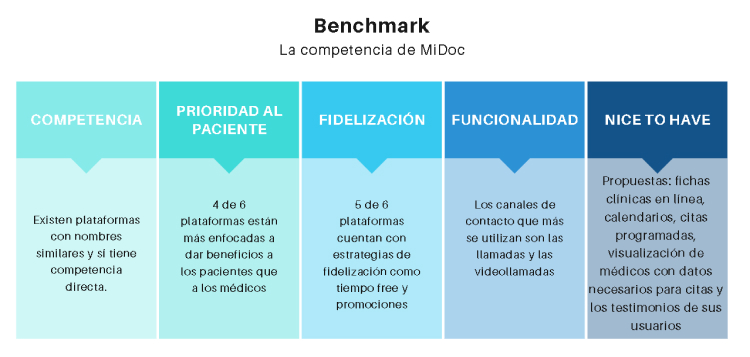 Benchmark
La competencia de MiDoc
COMPETENCIA
Existen plataformas
con nombres
similares y sí tiene
competencia
directa.
PRIORIDAD AL
PACIENTE
4 de 6
plataformas están
más enfocadas a
dar beneficios a
los pacientes que
a los médicos
FIDELIZACIÓN
5 de 6
plataformas
cuentan con
estrategias de
fidelización como
tiempo free y
promociones
FUNCIONALIDAD
Los canales de
contacto que más
se utilizan son las
llamadas y las
videollamadas
NICE TO HAVE
Propuestas: fichas
clínicas en línea,
calendarios, citas
programadas,
visualización de
médicos con datos
necesarios para citas y
los testimonios de sus
usuarios